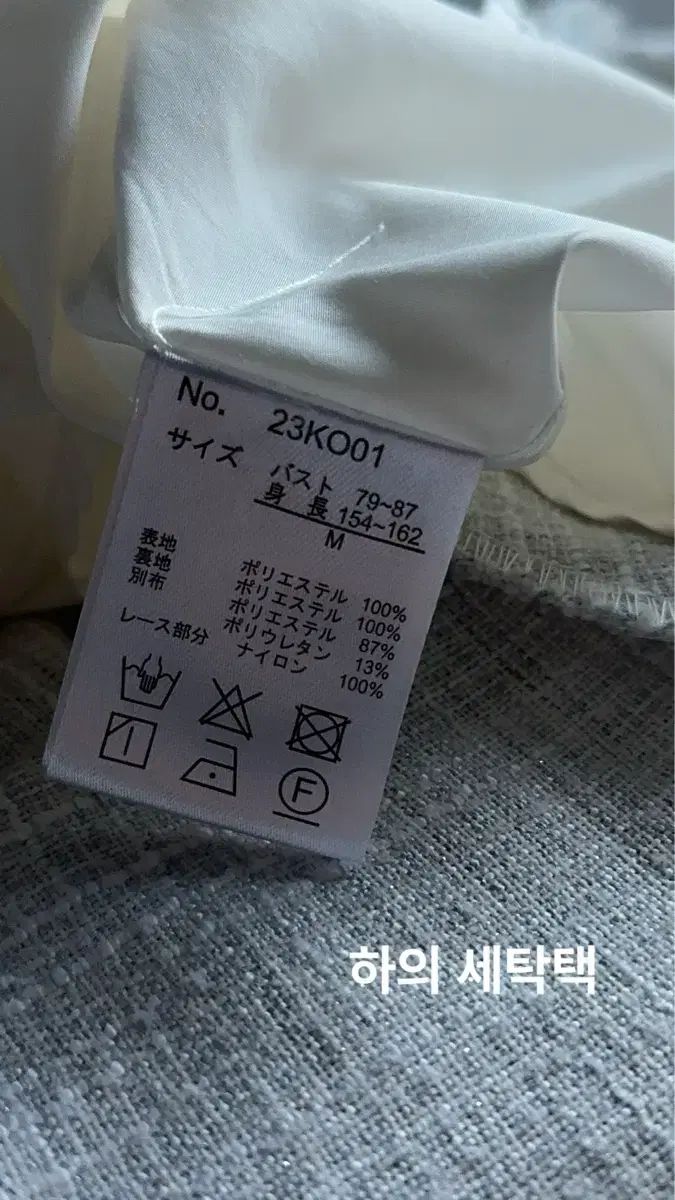 No. 23KO01
サイズ バスト 79~87
身 長 154~162
M
表地 ポリエステル 100%
裏地 ポリエステル 100%
別布 ポリエステル 87%
ポリウレタン 13%
レース部分 ナイロン 100%
F
하의 세탁택